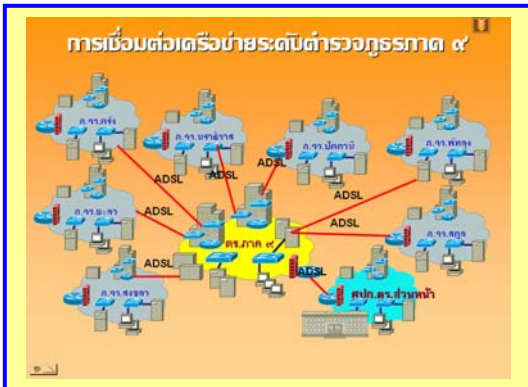 การเชื่อมต่อเครือข่ายระดับตำรวจภูธรภาค ๙
ภ.จว.ตรัง
ภ.จว.นราธิวาส
ภ.จว.ปัตตานี
ภ.จว.พัทลุง
ADSL
ADSL
ADSL
ADSL
ภ.จว.ยะลา
ADSL
ตร.ภาค ๙
ADSL
ภ.จว.สตูล
ADSL
ADSL
ภ.จว.สงขลา
ศปก.ตร.ส่วนหน้า